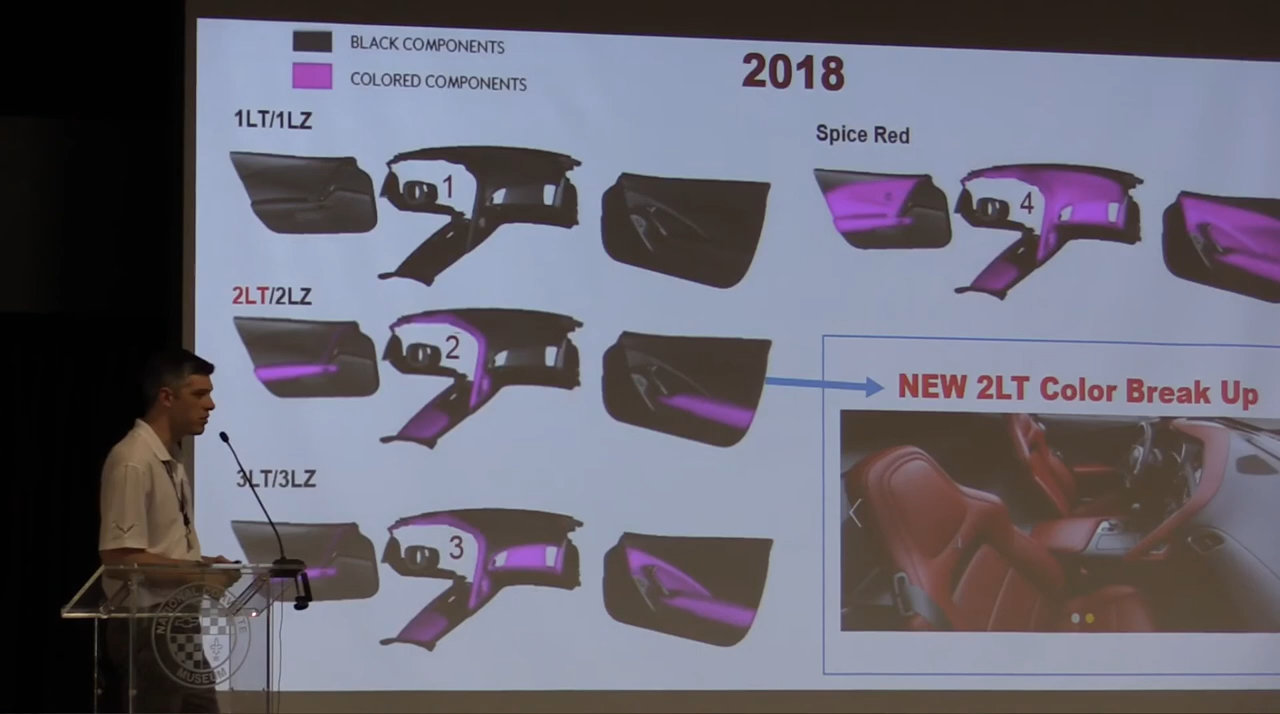 BLACK COMPONENTS
COLORED COMPONENTS
2018
1LT/1LZ
Spice Red
1
4
2LT/2LZ
2
NEW 2LT Color Break Up
3LT/3LZ
3
MUSEUM